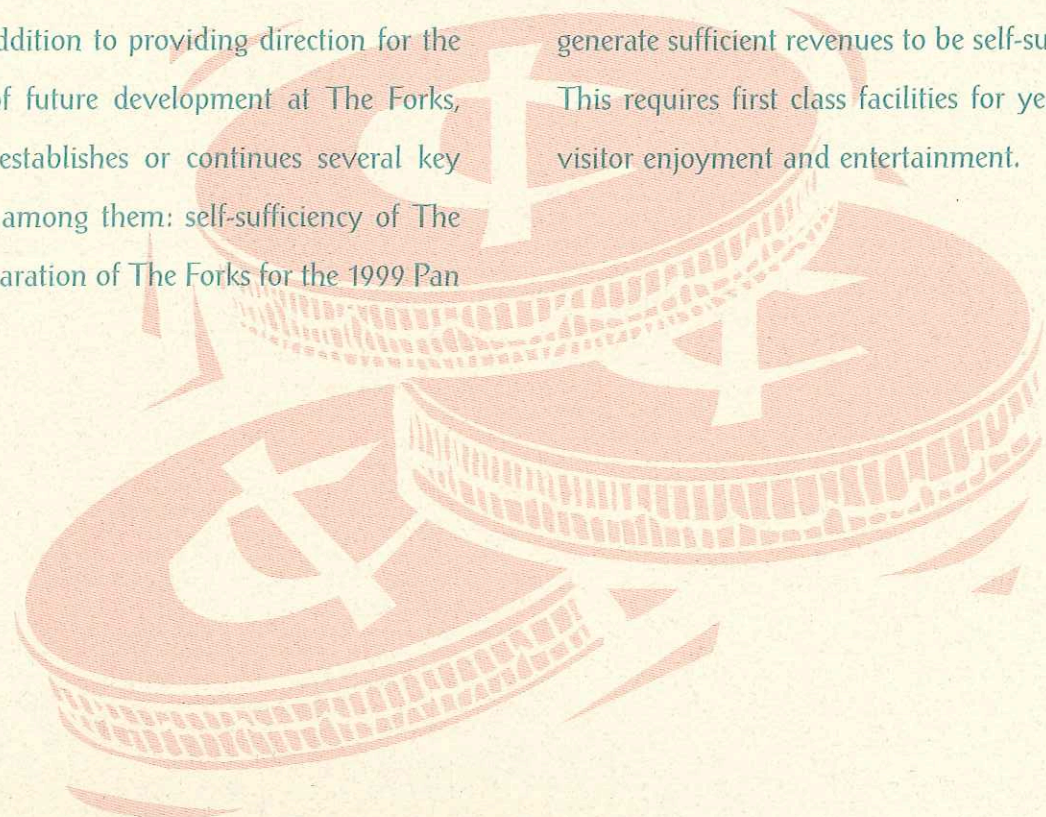 ddition to providing direction for the
of future development at The Forks,
establishes or continues several key
among them: self-sufficiency of The
aration of The Forks for the 1999 Pan
generate sufficient revenues to be self-su
This requires first class facilities for ye
visitor enjoyment and entertainment.